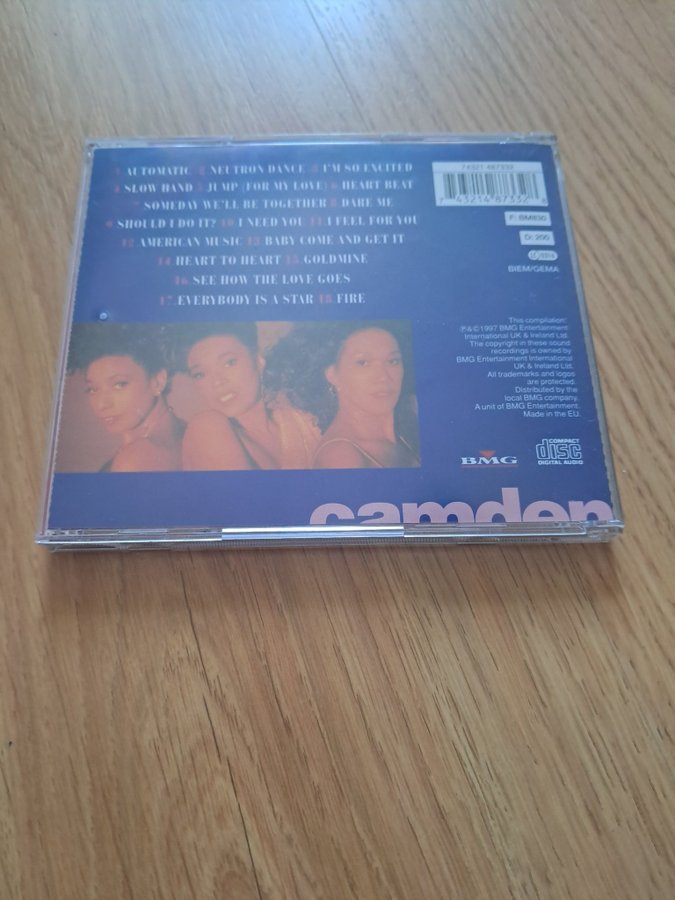 1. AUTOMATIC 2. NEUTRON DANCE 3. I'M SO EXCITED
4. SLOW HAND 5. JUMP (FOR MY LOVE) 6. HEART BEAT
7. SOMEDAY WE'LL BE TOGETHER 8. DARE ME
9. SHOULD I DO IT? 10. I NEED YOU 11. I FEEL FOR YOU
12. AMERICAN MUSIC 13. BABY COME AND GET IT
14. HEART TO HEART 15. GOLDMINE
16. SEE HOW THE LOVE GOES
17. EVERYBODY IS A STAR 18. FIRE
74321 487332
7 43214 87332 8
F: BM830
D: 200
BIEM/GEMA
This compilation:
℗&©1997 BMG Entertainment
International UK & Ireland Ltd.
The copyright in these sound
recordings is owned by
BMG Entertainment International
UK & Ireland Ltd.
All trademarks and logos
are protected.
Distributed by the
local BMG company.
A unit of BMG Entertainment.
Made in the EU.
BMG
COMPACT
disc
DIGITAL AUDIO
camden